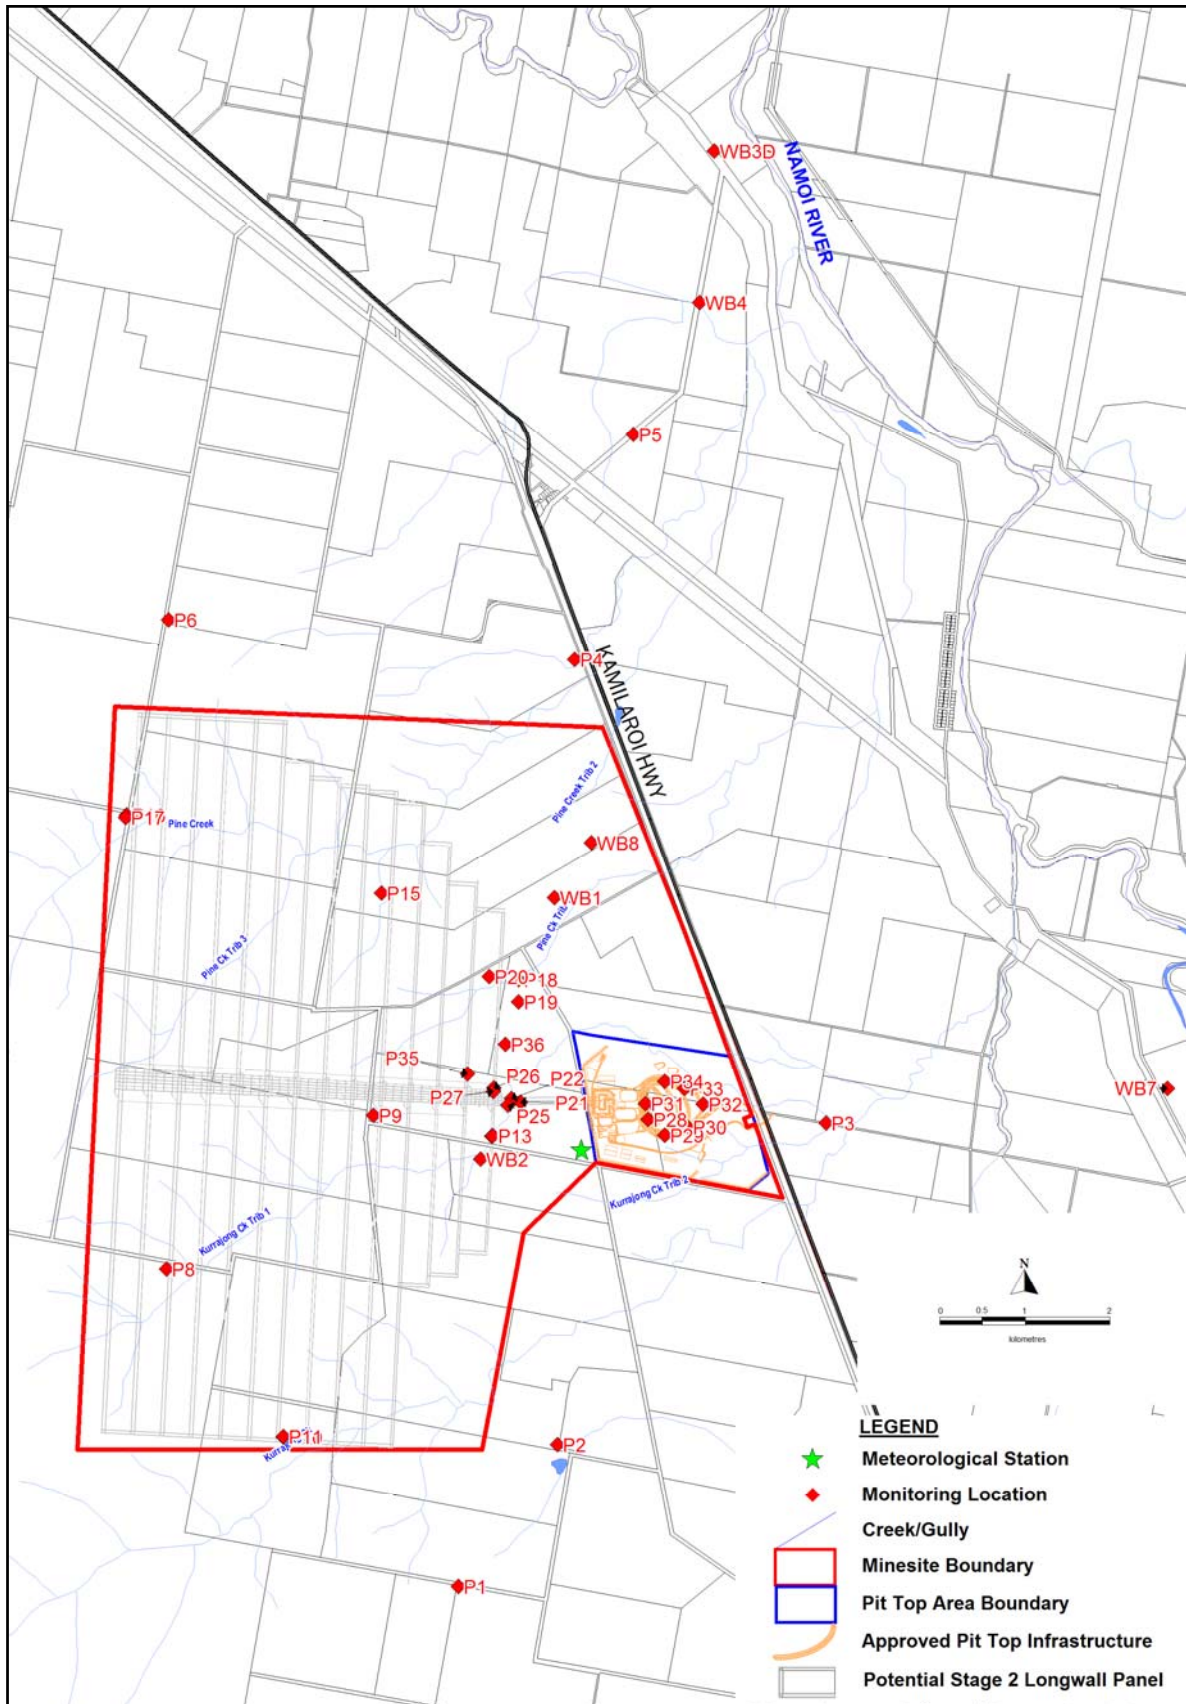 WB3D
NAMOI RIVER
WB4
P5
P6
P4
KAMILAROI HWY
Pine Creek Trib 2
P17
Pine Creek
WB8
P15
WB1
Pine Ck Trib
Pine Ck Trib 3
P20
P18
P19
P36
P35
P26
P22
P34
P33
P27
P21
P31
P32
WB7
P25
P28
P30
P3
P9
P13
P29
WB2
Kurrajong Ck Trib 2
Kurrajong Ck Trib 1
P8
N
0 0.5 1 2
kilometres
P11
P2
P1
LEGEND
Meteorological Station
Monitoring Location
Creek/Gully
Minesite Boundary
Pit Top Area Boundary
Approved Pit Top Infrastructure
Potential Stage 2 Longwall Panel